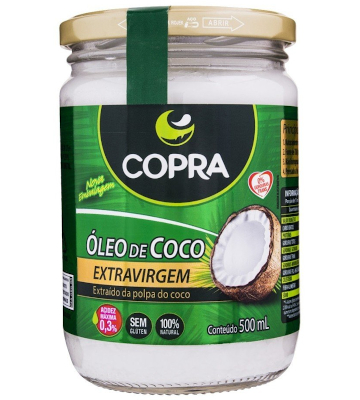 ABRIR
COPRA
Nova
Embalagem
ÓLEO DE COCO
EXTRAVIRGEM
Extraído da polpa do coco
ACIDEZ
MÁXIMA
0,3%
SEM
GLÚTEN
100%
NATURAL
Conteúdo 500 mL